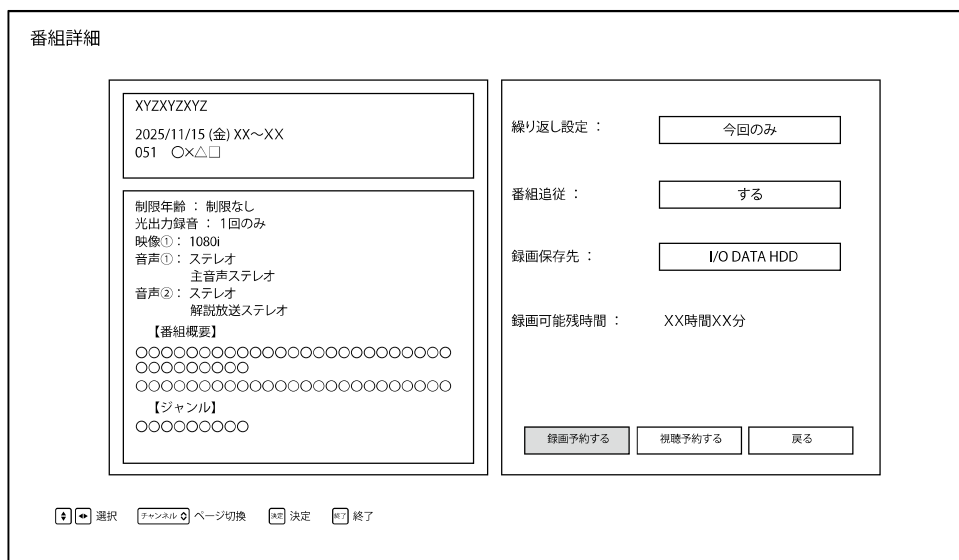 番組詳細
XYZXYZXYZ
2025/11/15 (金) XX～XX
051 ○×△□
制限年齢 : 制限なし
光出力録音 : 1回のみ
映像① : 1080i
音声① : ステレオ
主音声ステレオ
音声② : ステレオ
解説放送ステレオ
【番組概要】
○○○○○○○○○○○○○○○○○○○○○○○○○
○○○○○○○○○
○○○○○○○○○○○○○○○○○○○○○○○○○
【ジャンル】
○○○○○○○○○
繰り返し設定 : 今回のみ
番組追従 : する
録画保存先 : I/O DATA HDD
録画可能残時間 : XX時間XX分
録画予約する 視聴予約する 戻る
選択 チャンネル ページ切換 決定 決定 終了 終了